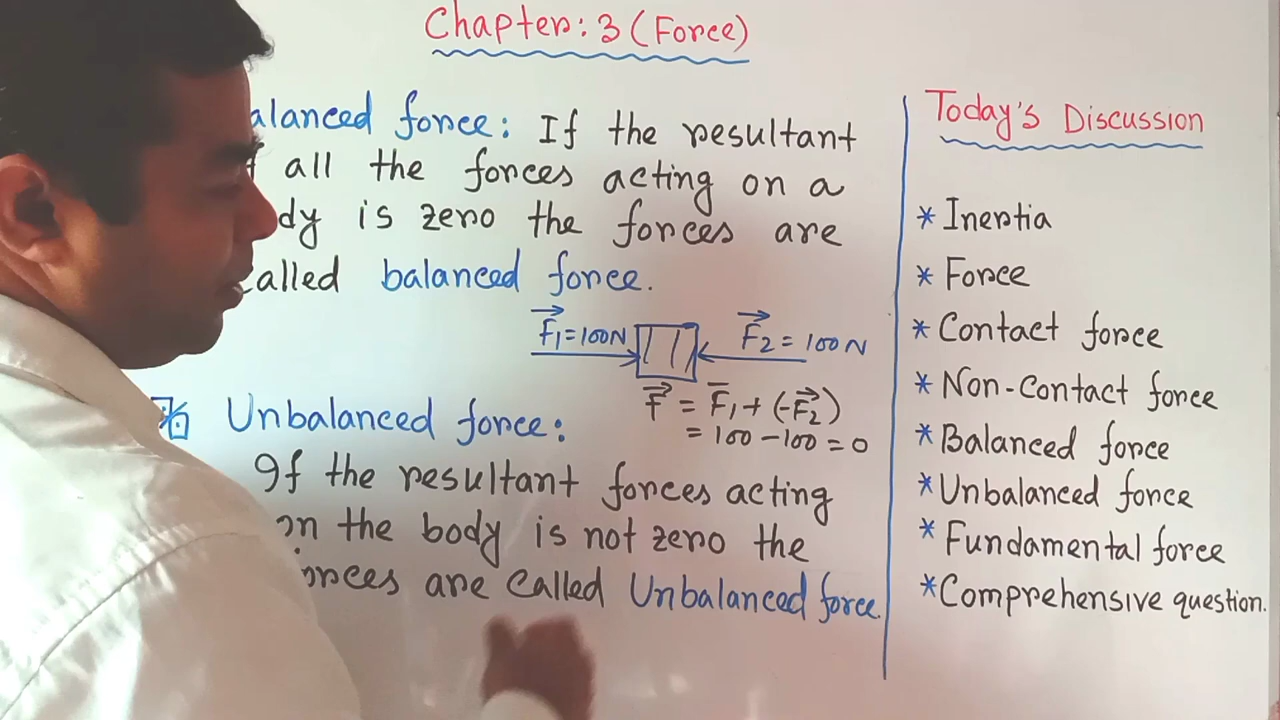 Chapter: 3 (Force)
alanced force: If the resultant
all the forces acting on a
dy is zero the forces are
called balanced force.
F₁=100N F₂ = 100N
F = F₁ + (-F₂)
= 100 - 100 = 0
Unbalanced force:
If the resultant forces acting
on the body is not zero the
orces are called Unbalanced force.
Today's Discussion
* Inertia
* Force
* Contact force
* Non-Contact force
* Balanced force
* Unbalanced force
* Fundamental force
* Comprehensive question.